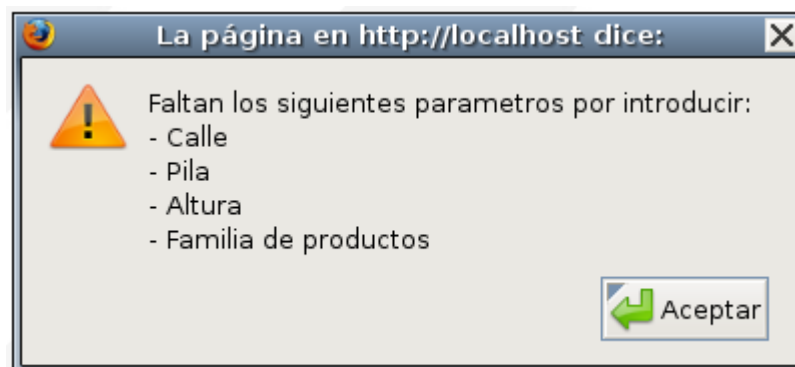 La página en http://localhost dice:
Faltan los siguientes parametros por introducir:
- Calle
- Pila
- Altura
- Familia de productos
Aceptar